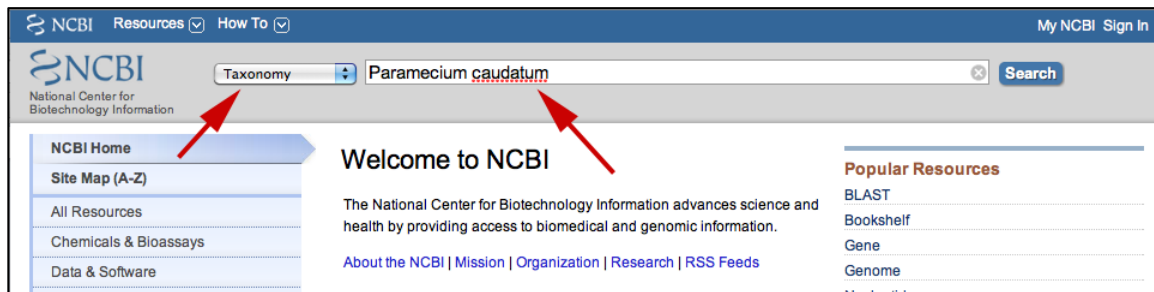 NCBI Resources How To My NCBI Sign In
NCBI
National Center for
Biotechnology Information
Taxonomy Paramecium caudatum Search
NCBI Home
Site Map (A-Z)
All Resources
Chemicals & Bioassays
Data & Software
Welcome to NCBI
The National Center for Biotechnology Information advances science and
health by providing access to biomedical and genomic information.
About the NCBI | Mission | Organization | Research | RSS Feeds
Popular Resources
BLAST
Bookshelf
Gene
Genome